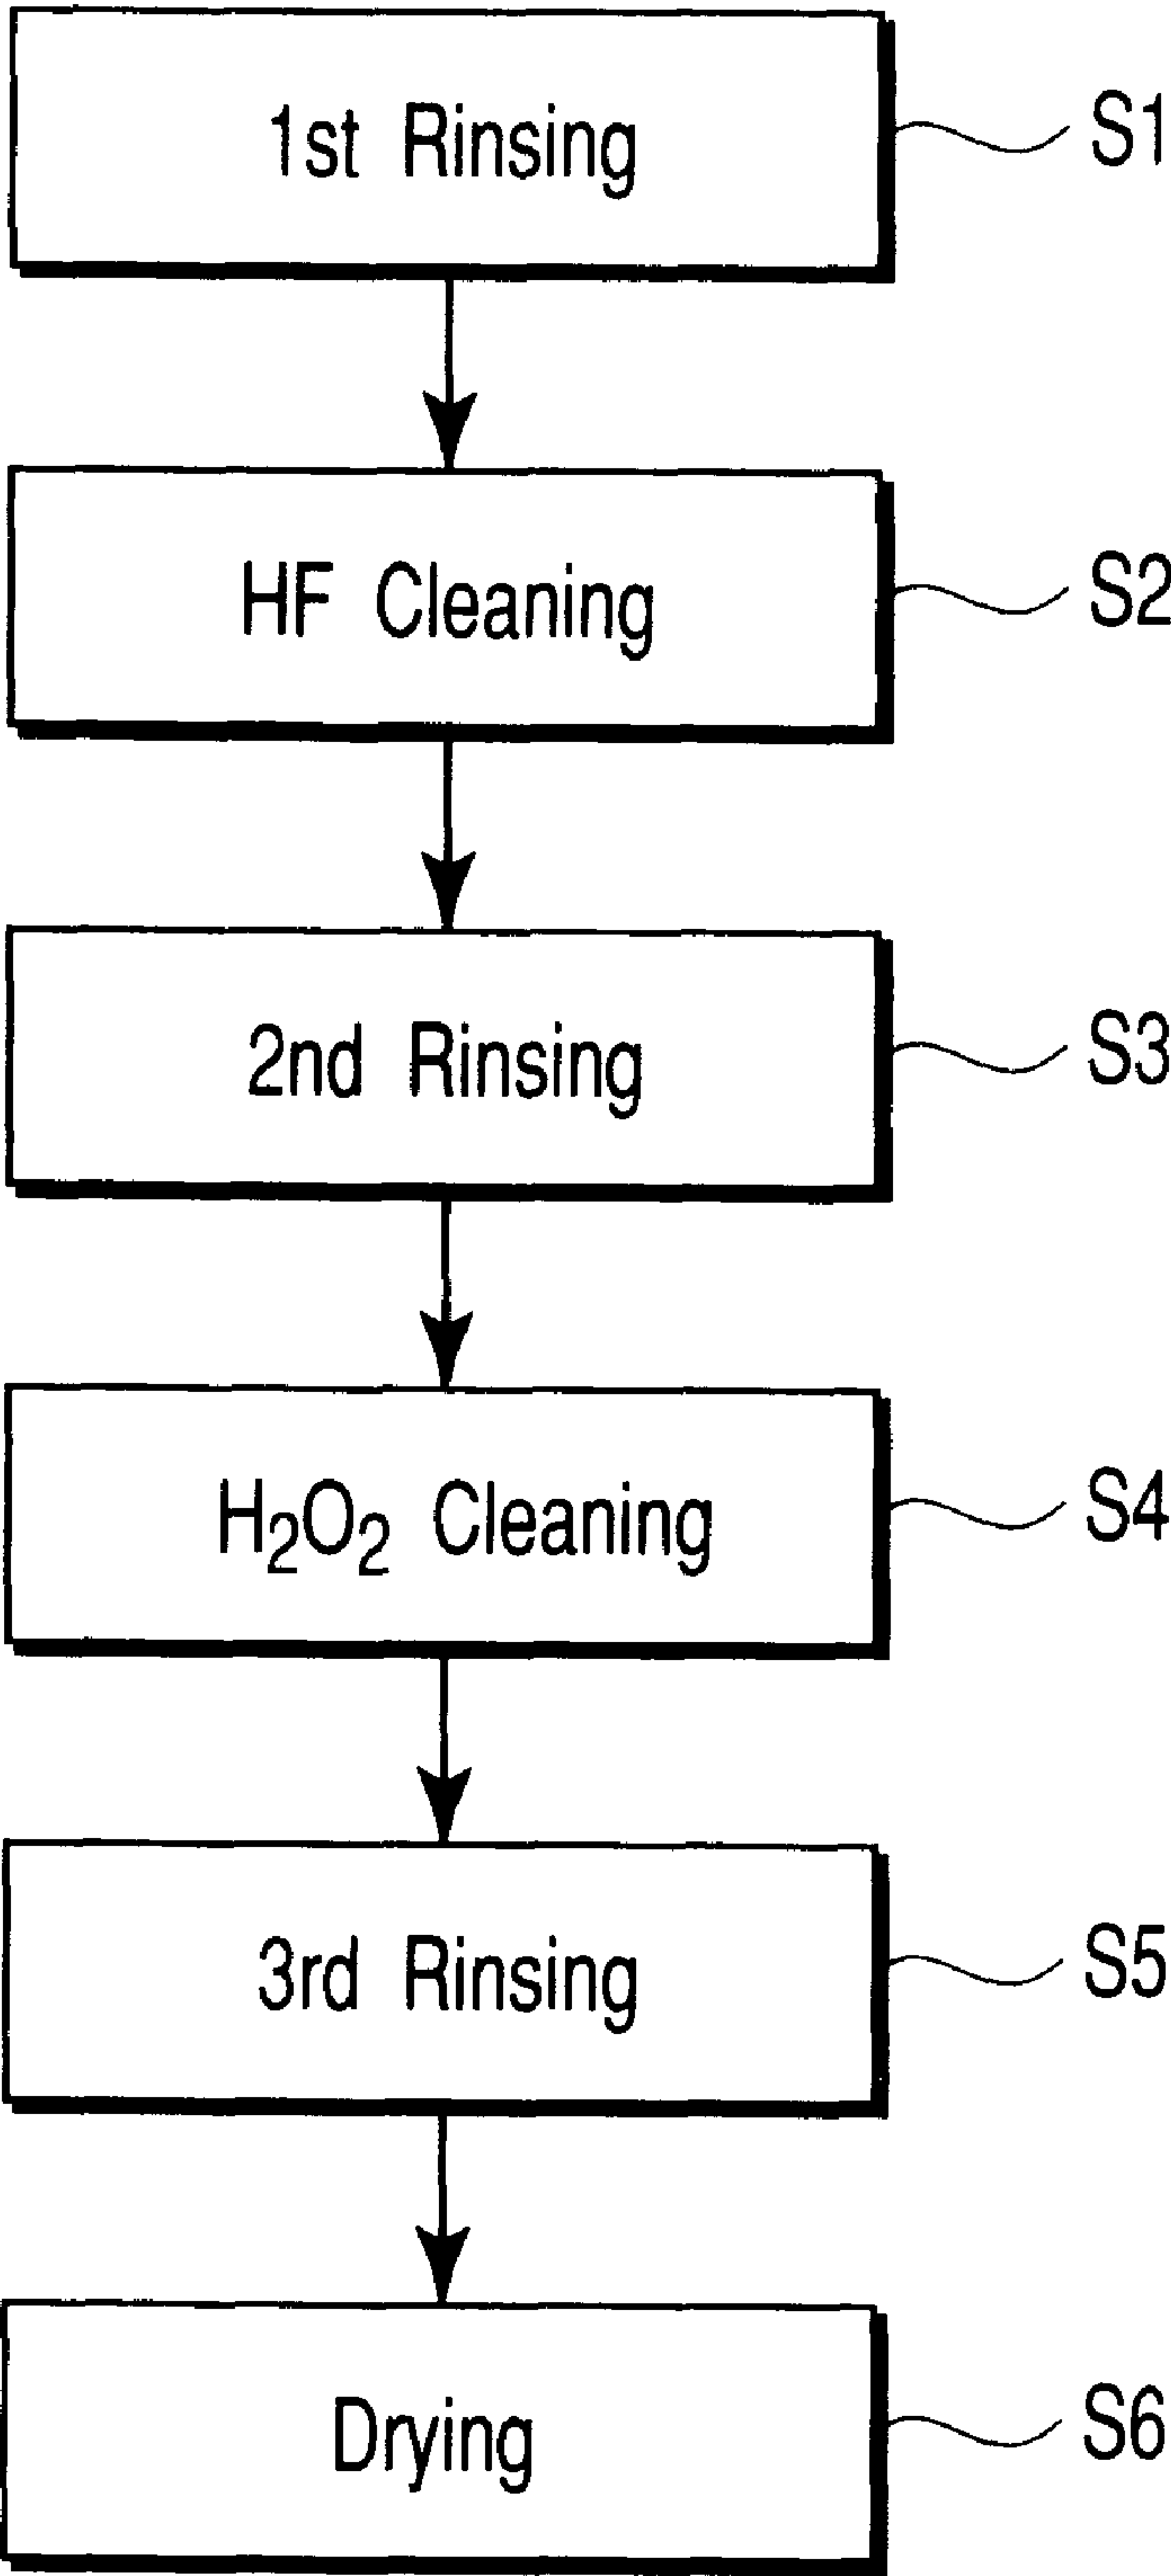 1st Rinsing S1
HF Cleaning S2
2nd Rinsing S3
H₂O₂ Cleaning S4
3rd Rinsing S5
Drying S6